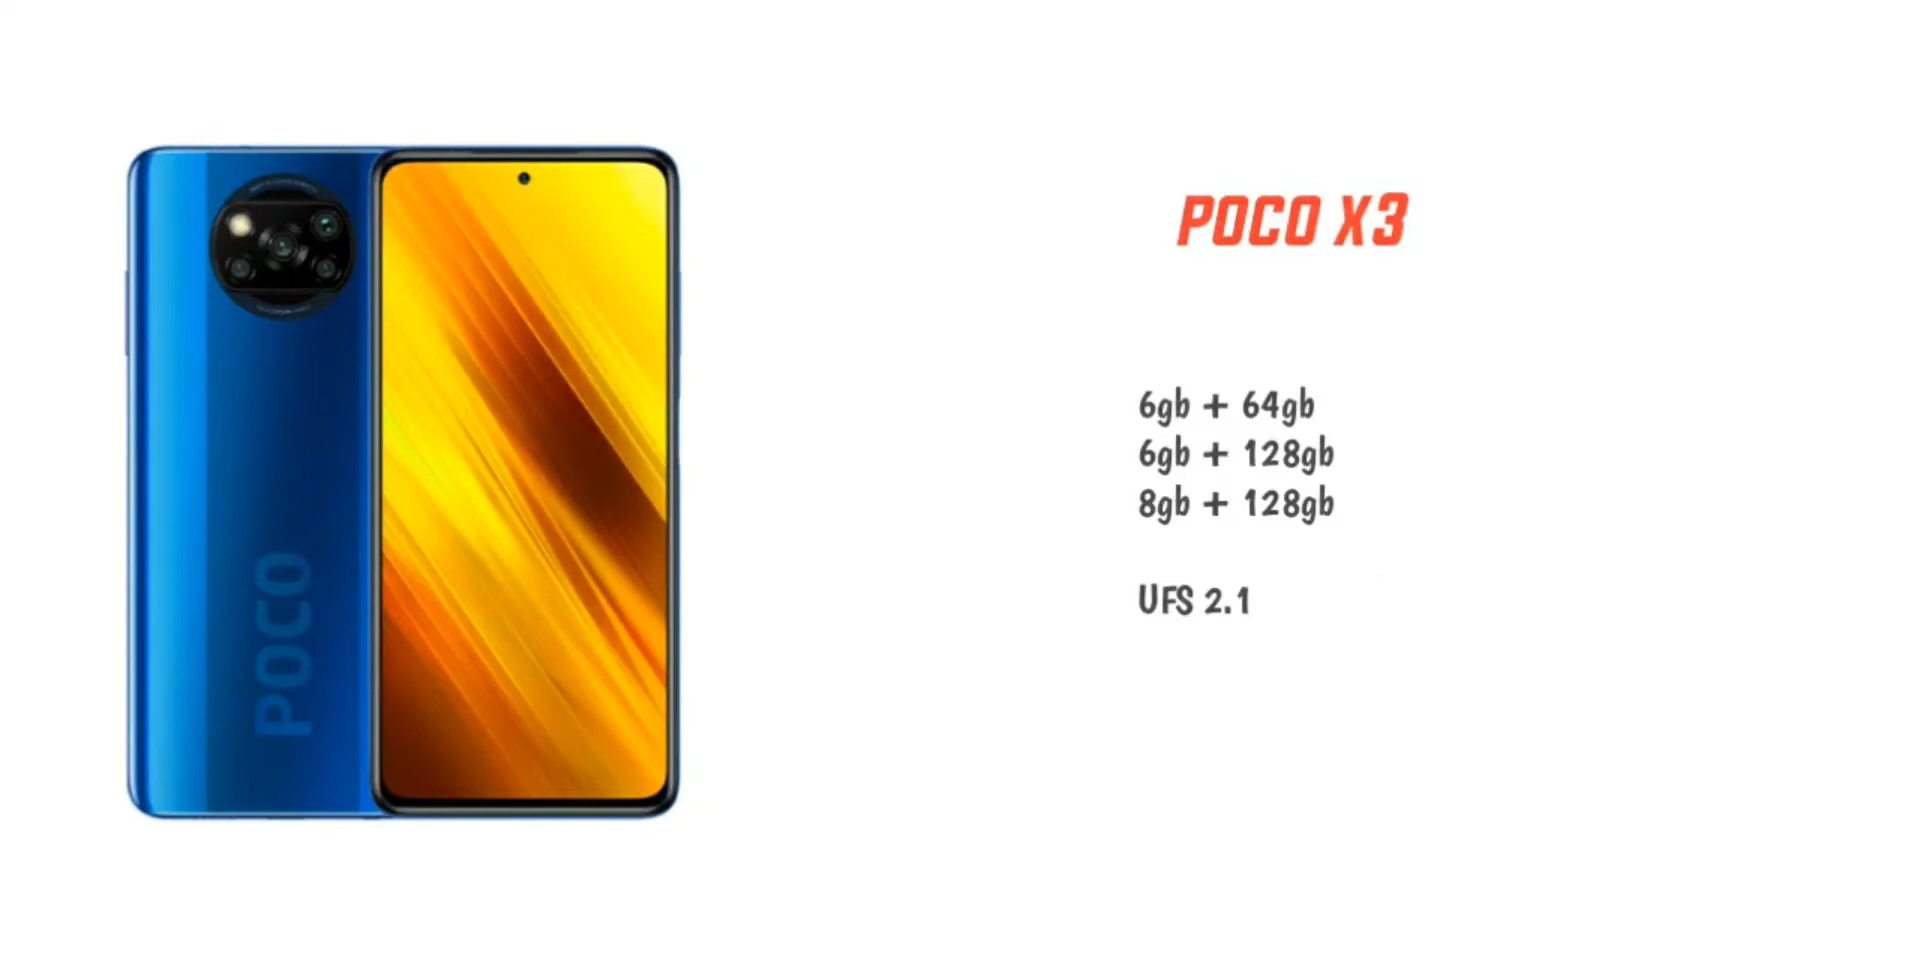 POCO
POCO X3
6gb + 64gb
6gb + 128gb
8gb + 128gb
UFS 2.1